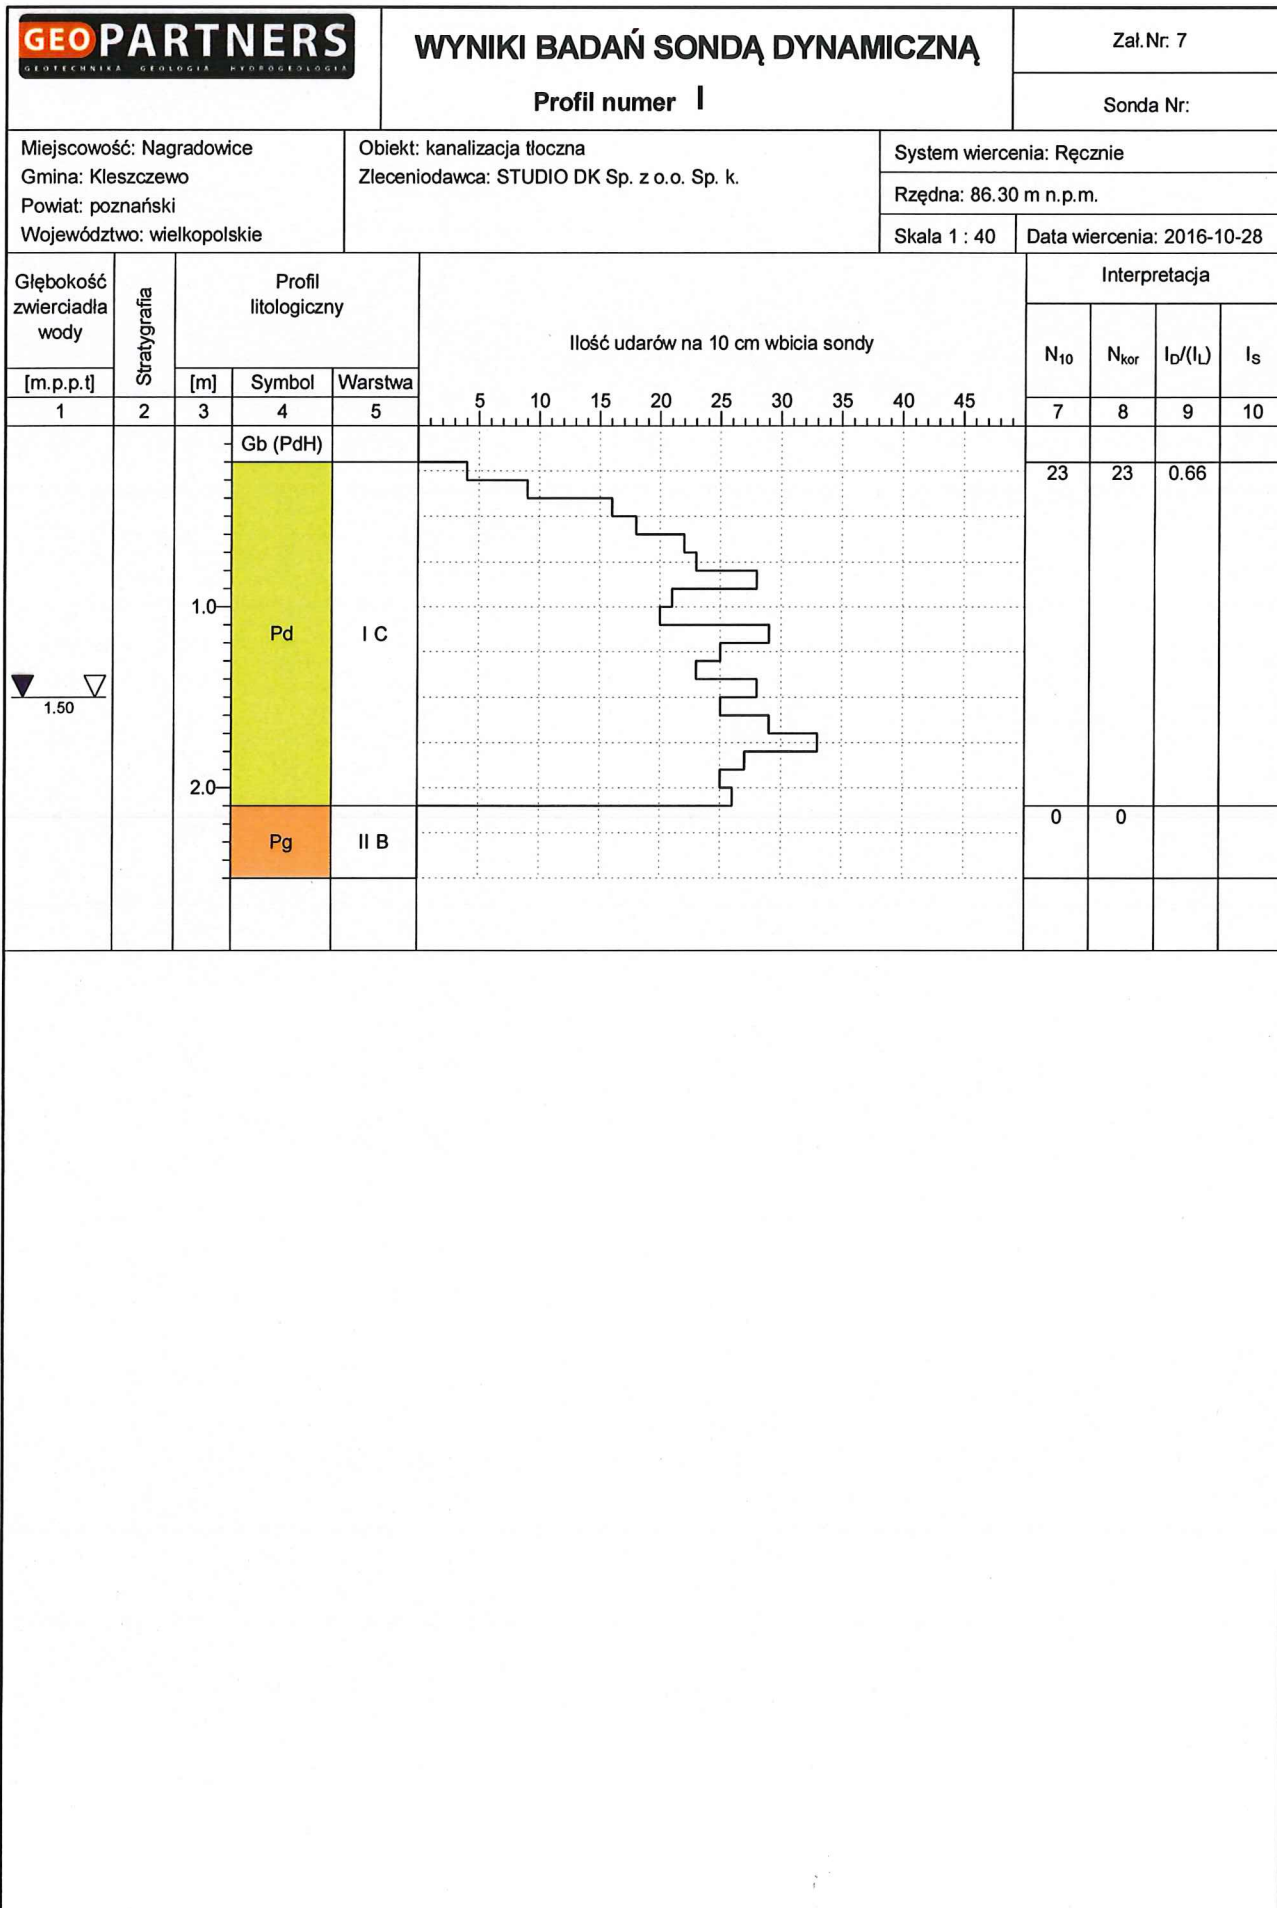 GEOPARTNERS
GEOTECHNIKA GEOLOGIA HYDROGEOLOGIA
WYNIKI BADAŃ SONDĄ DYNAMICZNĄ
Profil numer I
Zał.Nr: 7
Sonda Nr:
Miejscowość: Nagradowice
Gmina: Kleszczewo
Powiat: poznański
Województwo: wielkopolskie
Obiekt: kanalizacja tłoczna
Zleceniodawca: STUDIO DK Sp. z o.o. Sp. k.
System wiercenia: Ręcznie
Rzędna: 86.30 m n.p.m.
Skala 1 : 40
Data wiercenia: 2016-10-28
Głębokość
zwierciadła
wody
[m.p.p.t]
Stratygrafia
Profil
litologiczny
[m] Symbol Warstwa
Ilość udarów na 10 cm wbicia sondy
5 10 15 20 25 30 35 40 45
Interpretacja
N10 Nkor ID/(IL) IS
1 2 3 4 5 7 8 9 10
Gb (PdH)
23 23 0.66
1.0
Pd I C
1.50
2.0
0 0
Pg II B